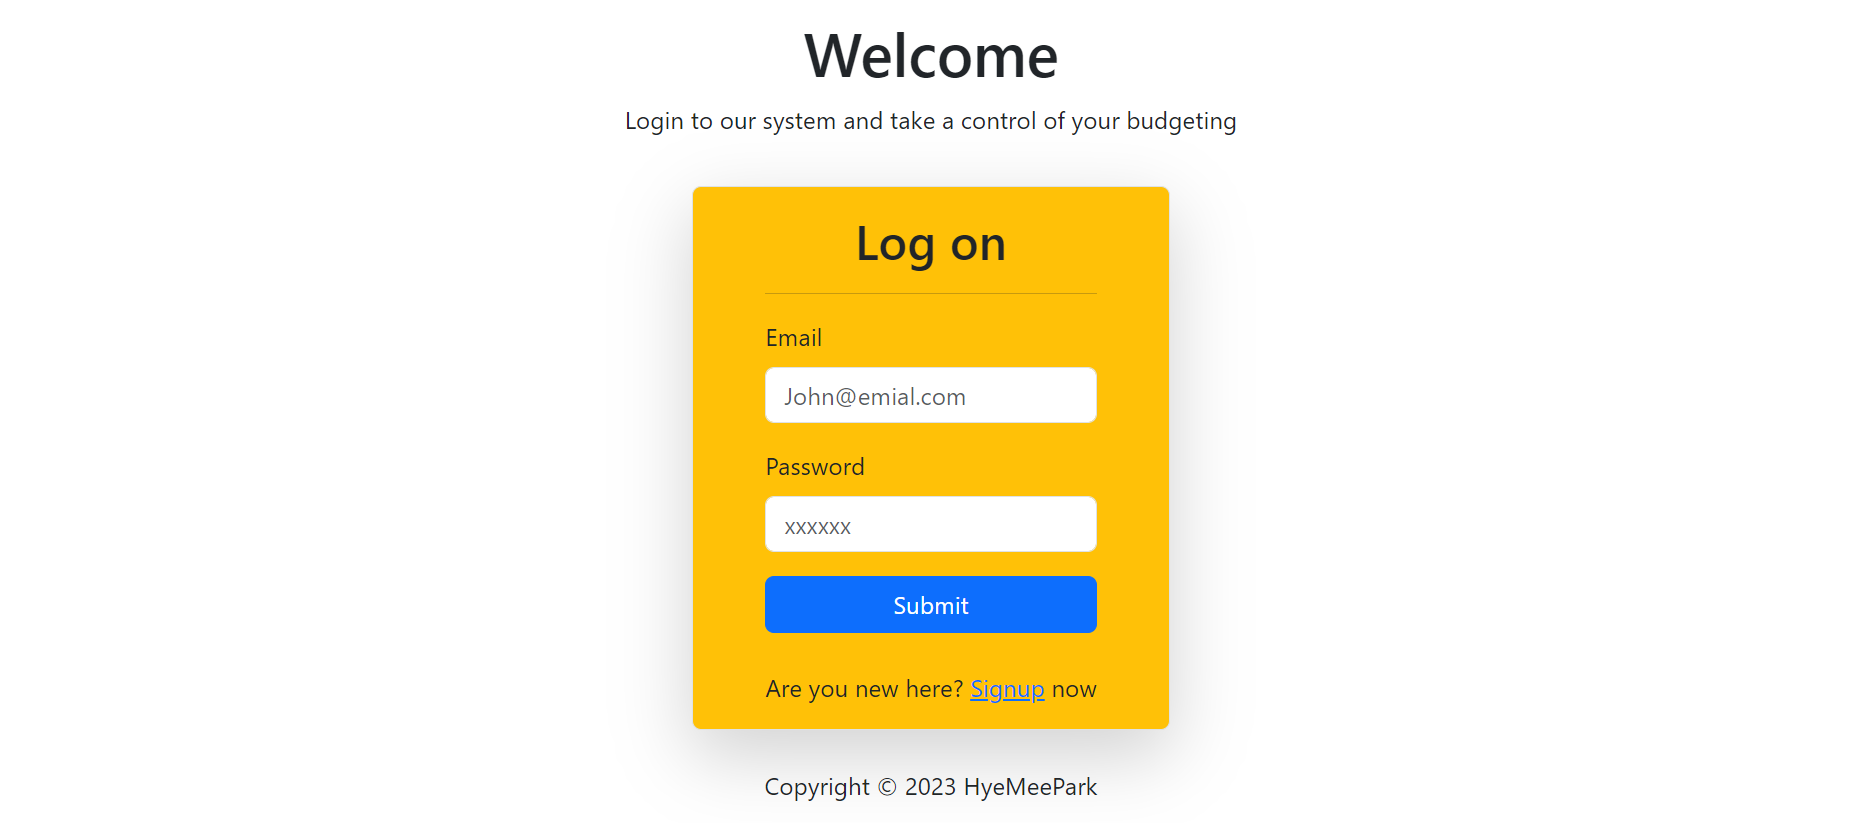 Welcome
Login to our system and take a control of your budgeting
Log on
Email
John@emial.com
Password
xxxxxx
Submit
Are you new here? Signup now
Copyright © 2023 HyeMeePark